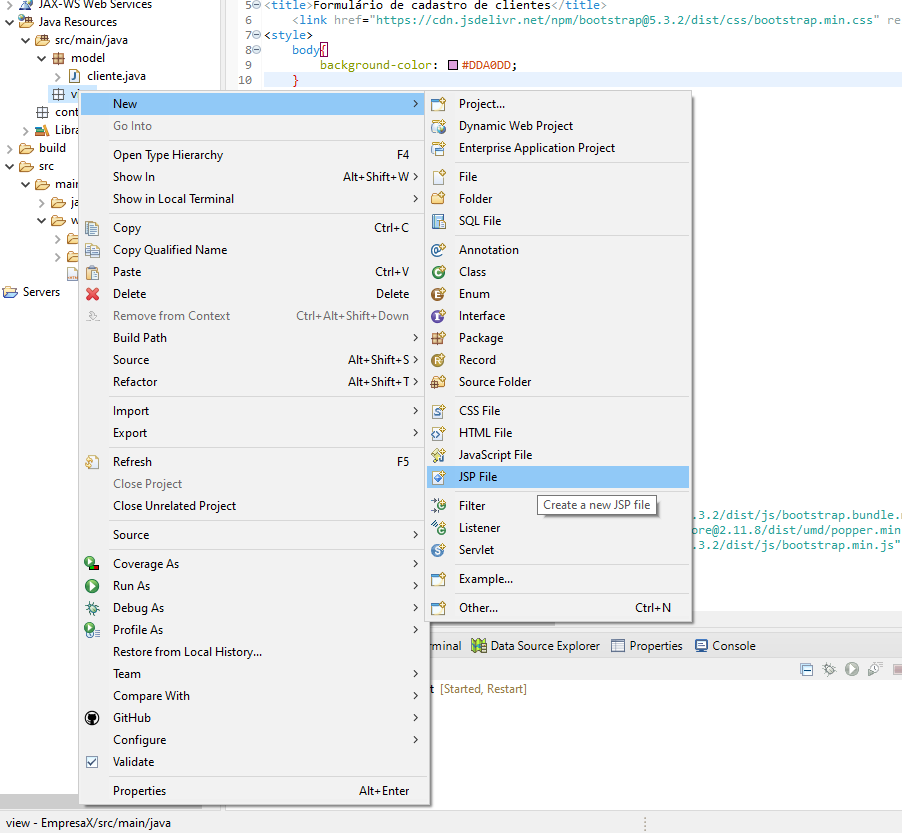 JAX-WS Web Services
Java Resources
src/main/java
model
cliente.java
build
src
Servers
5 <title>Formulário de cadastro de clientes</title>
6 <link href="https://cdn.jsdelivr.net/npm/bootstrap@5.3.2/dist/css/bootstrap.min.css" re
7 <style>
8 body{
9 background-color: #DDA0DD;
10 }
New
Go Into
Open Type Hierarchy F4
Show In Alt+Shift+W
Show in Local Terminal
Copy Ctrl+C
Copy Qualified Name
Paste Ctrl+V
Delete Delete
Remove from Context Ctrl+Alt+Shift+Down
Build Path
Source Alt+Shift+S
Refactor Alt+Shift+T
Import
Export
Refresh F5
Close Project
Close Unrelated Project
Source
Coverage As
Run As
Debug As
Profile As
Restore from Local History...
Team
Compare With
GitHub
Configure
Validate
Properties Alt+Enter
Project...
Dynamic Web Project
Enterprise Application Project
File
Folder
SQL File
Annotation
Class
Enum
Interface
Package
Record
Source Folder
CSS File
HTML File
JavaScript File
JSP File
Filter
Listener
Servlet
Example...
Other... Ctrl+N
Create a new JSP file
.3.2/dist/js/bootstrap.bundle.
ore@2.11.8/dist/umd/popper.min
.3.2/dist/js/bootstrap.min.js"
rminal Data Source Explorer Properties Console
t [Started, Restart]
view - EmpresaX/src/main/java